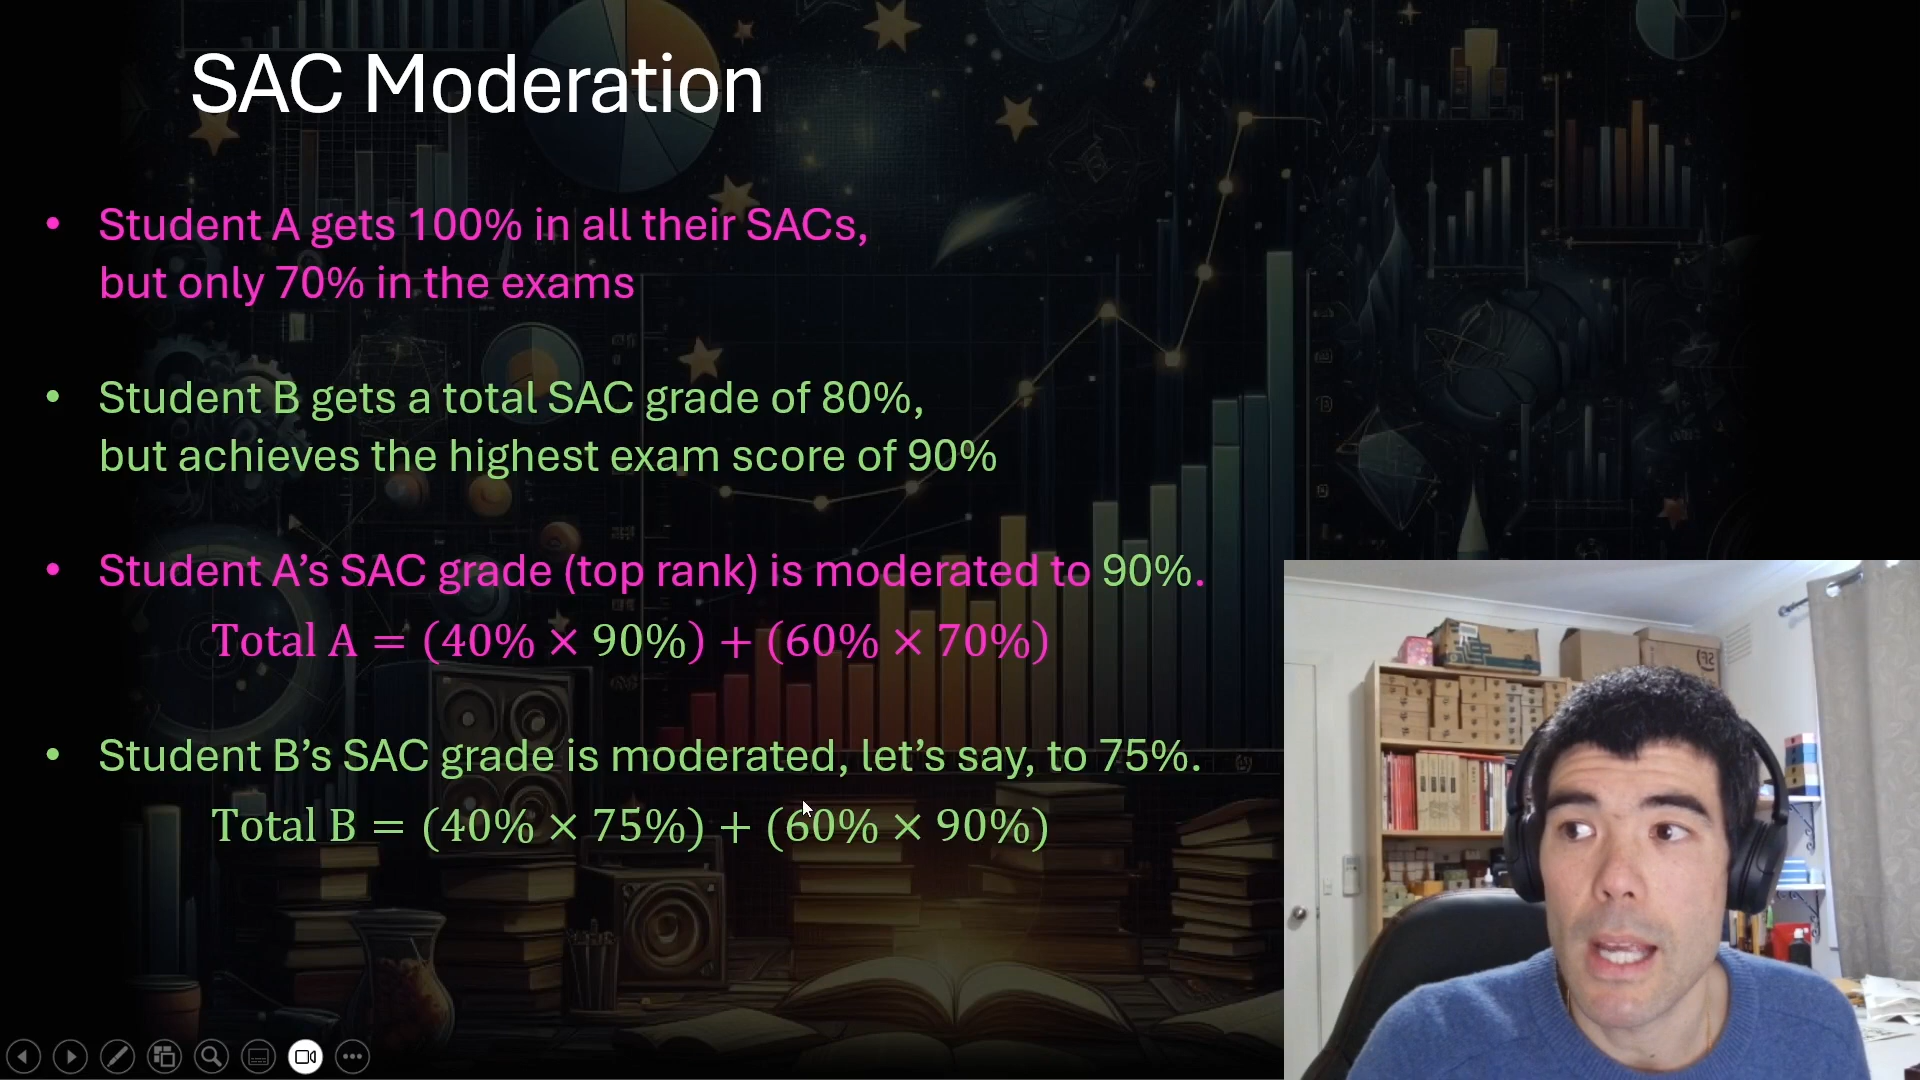 SAC Moderation
• Student A gets 100% in all their SACs,
but only 70% in the exams
• Student B gets a total SAC grade of 80%,
but achieves the highest exam score of 90%
• Student A’s SAC grade (top rank) is moderated to 90%.
Total A = (40% × 90%) + (60% × 70%)
• Student B’s SAC grade is moderated, let’s say, to 75%.
Total B = (40% × 75%) + (60% × 90%)